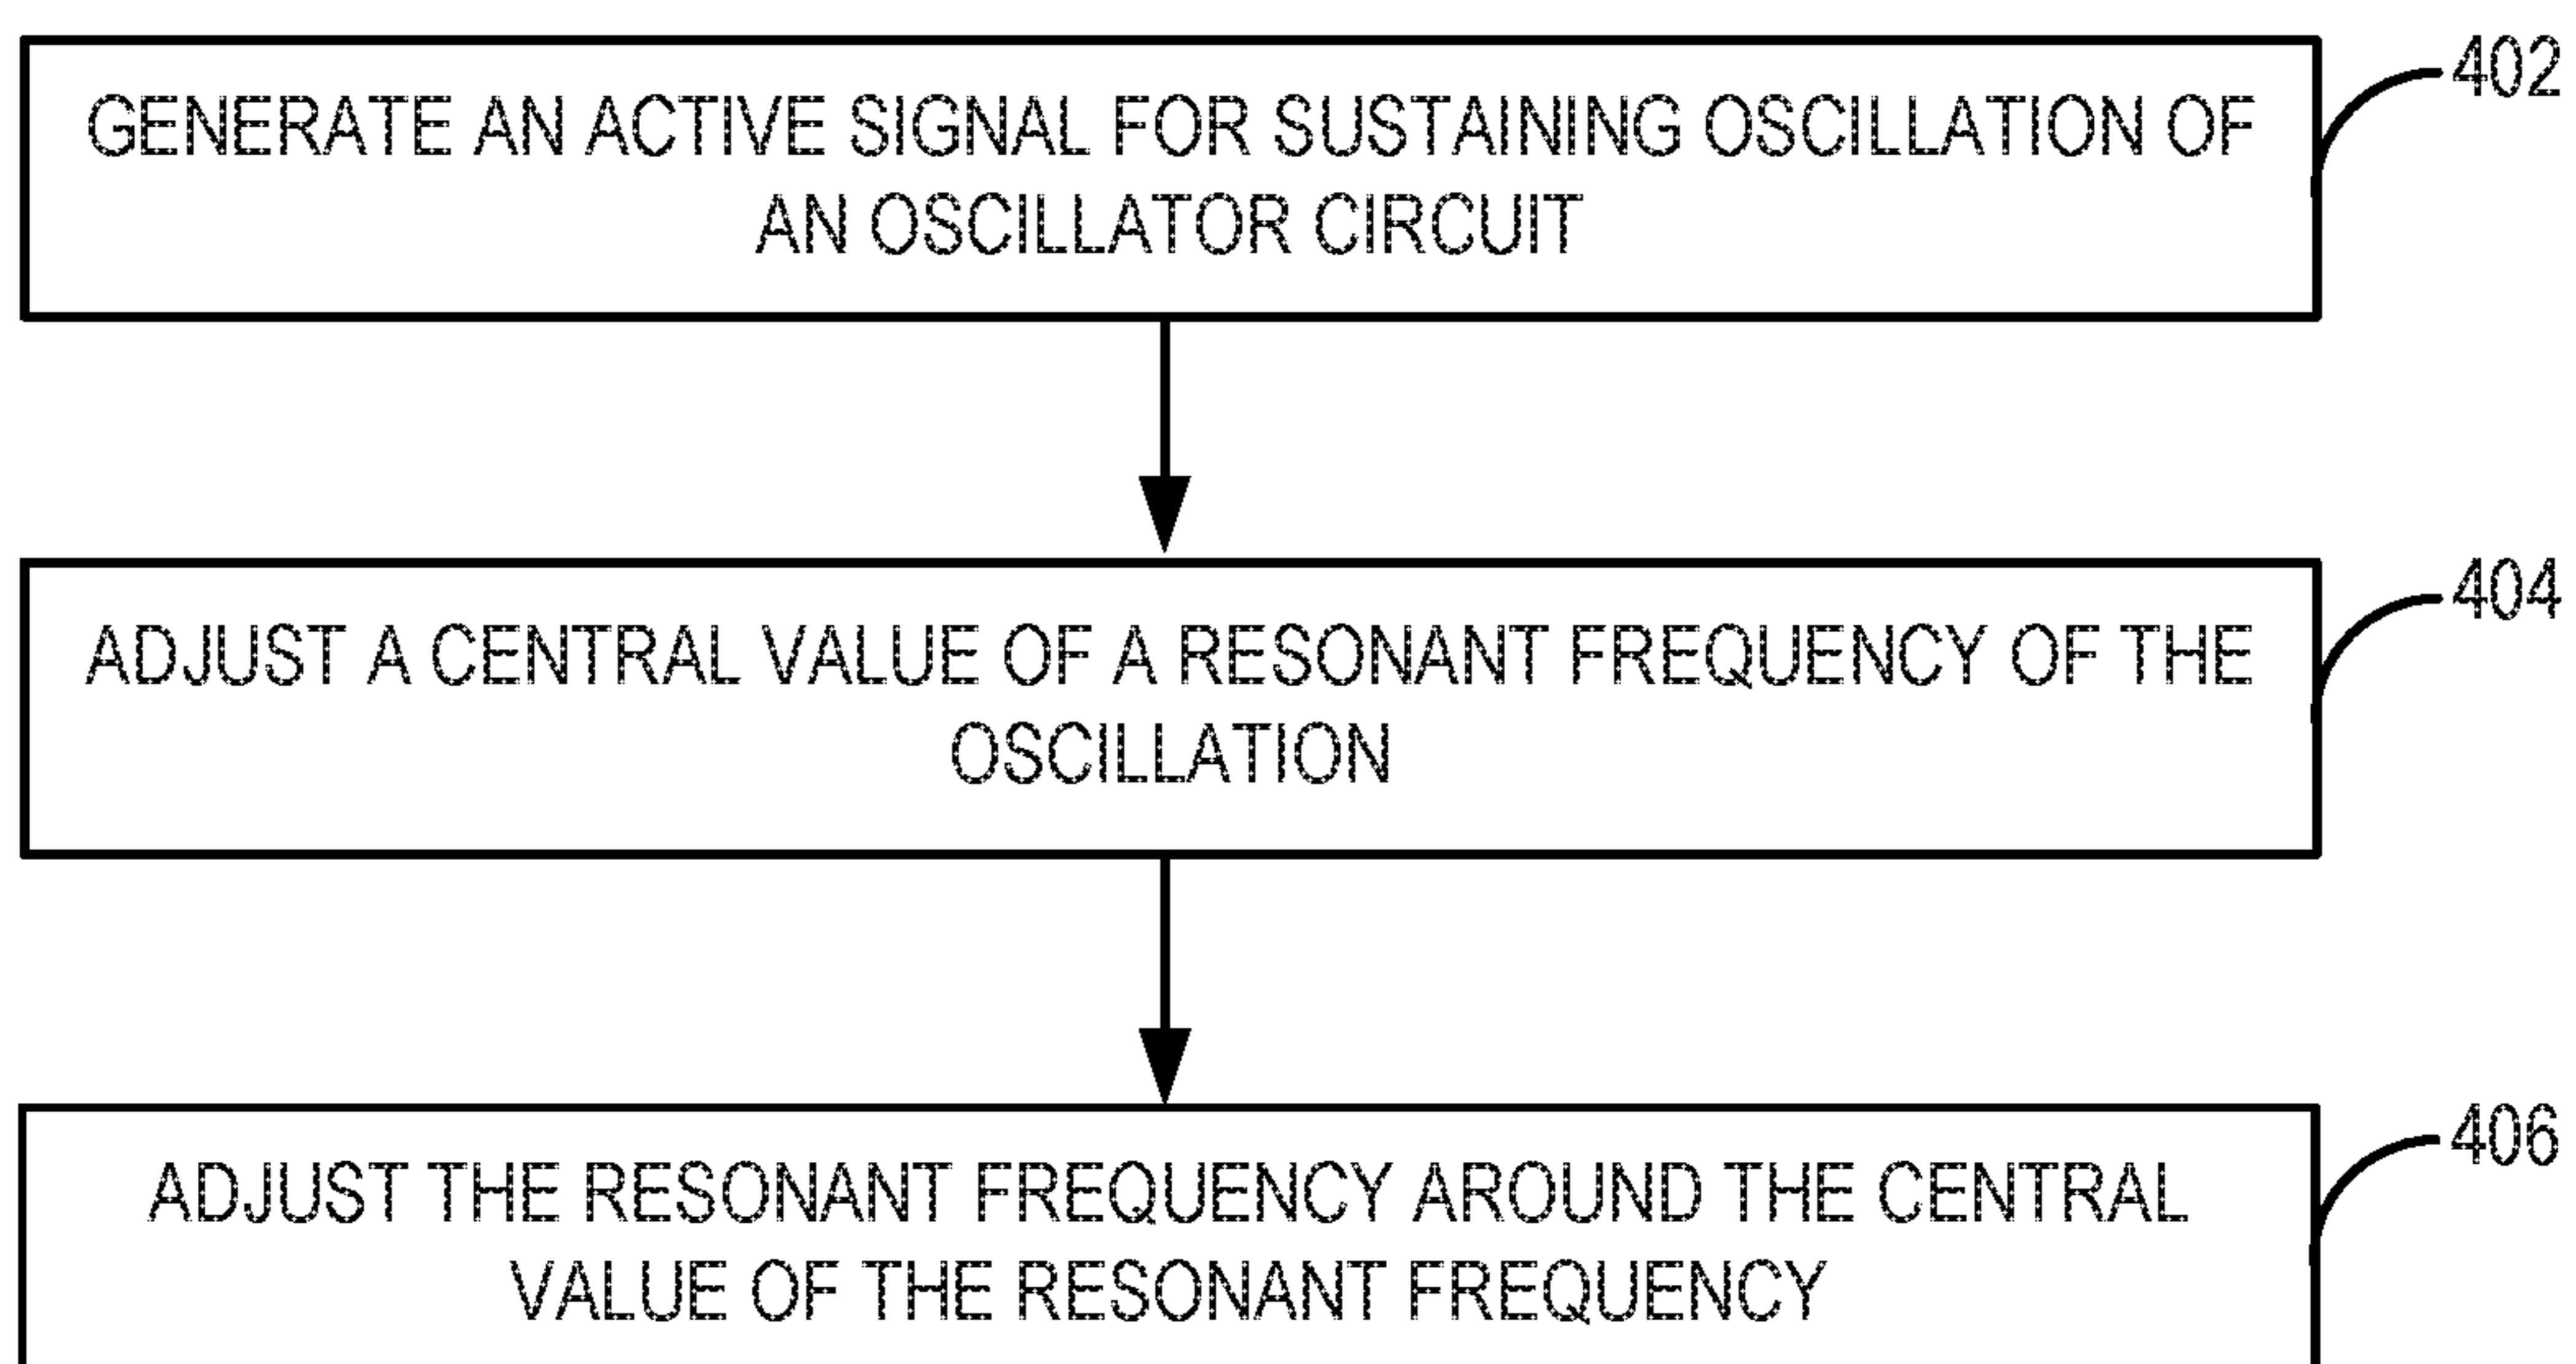 GENERATE AN ACTIVE SIGNAL FOR SUSTAINING OSCILLATION OF
AN OSCILLATOR CIRCUIT
402
ADJUST A CENTRAL VALUE OF A RESONANT FREQUENCY OF THE
OSCILLATION
404
ADJUST THE RESONANT FREQUENCY AROUND THE CENTRAL
VALUE OF THE RESONANT FREQUENCY
406